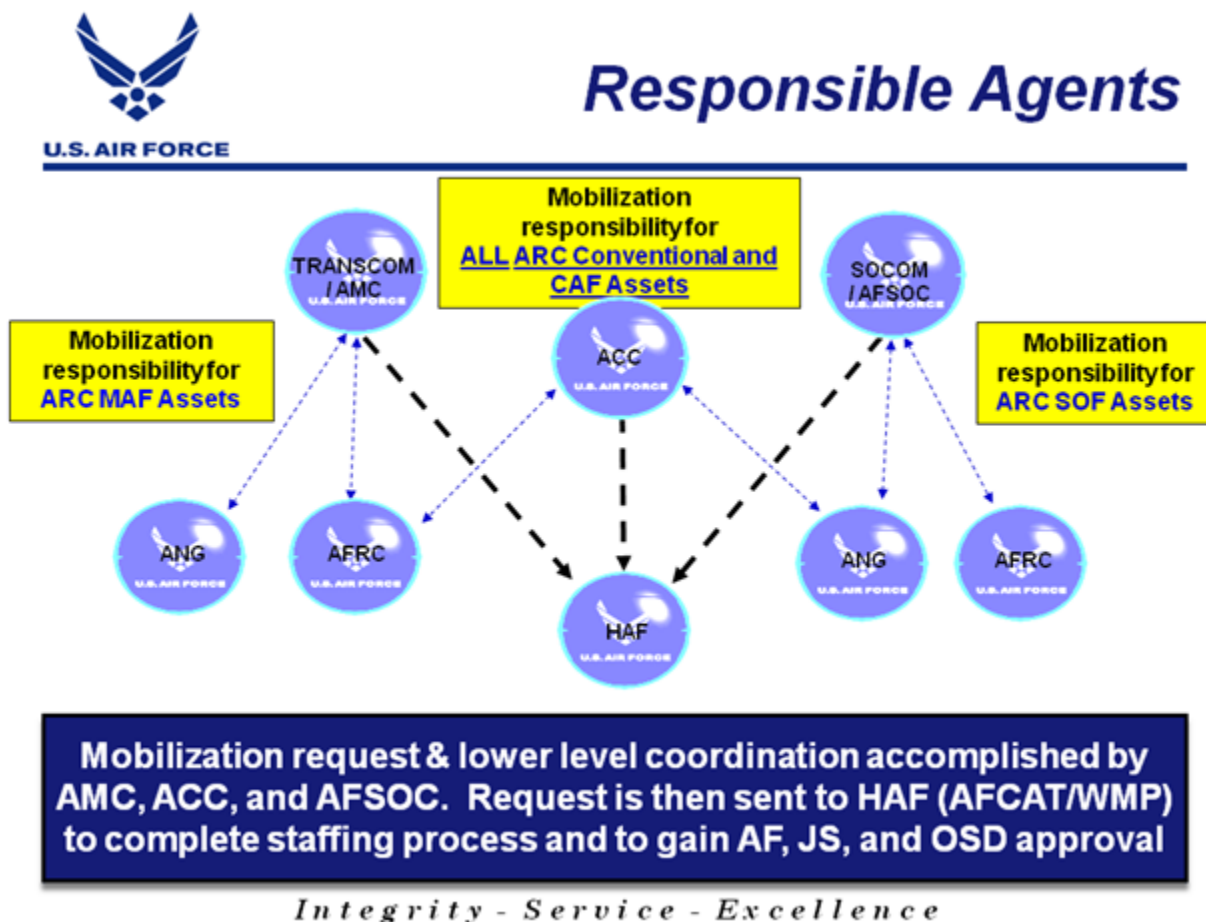 U.S. AIR FORCE
Responsible Agents
Mobilization
responsibility for
ALL ARC Conventional and
CAF Assets
TRANSCOM
/ AMC
U.S. AIR FORCE
SOCOM
/ AFSOC
U.S. AIR FORCE
Mobilization
responsibility for
ARC MAF Assets
ACC
U.S. AIR FORCE
Mobilization
responsibility for
ARC SOF Assets
ANG
U.S. AIR FORCE
AFRC
U.S. AIR FORCE
ANG
U.S. AIR FORCE
AFRC
U.S. AIR FORCE
HAF
U.S. AIR FORCE
Mobilization request & lower level coordination accomplished by
AMC, ACC, and AFSOC. Request is then sent to HAF (AFCAT/WMP)
to complete staffing process and to gain AF, JS, and OSD approval
Integrity - Service - Excellence